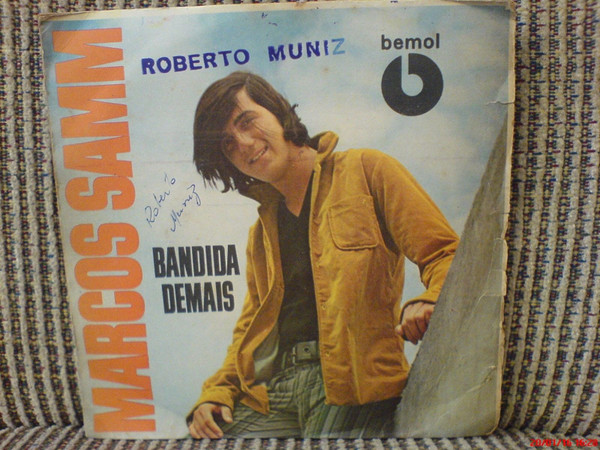 ROBERTO MUNIZ
bemol
MARCOS SAMM
Roberto
Muniz
BANDIDA
DEMAIS